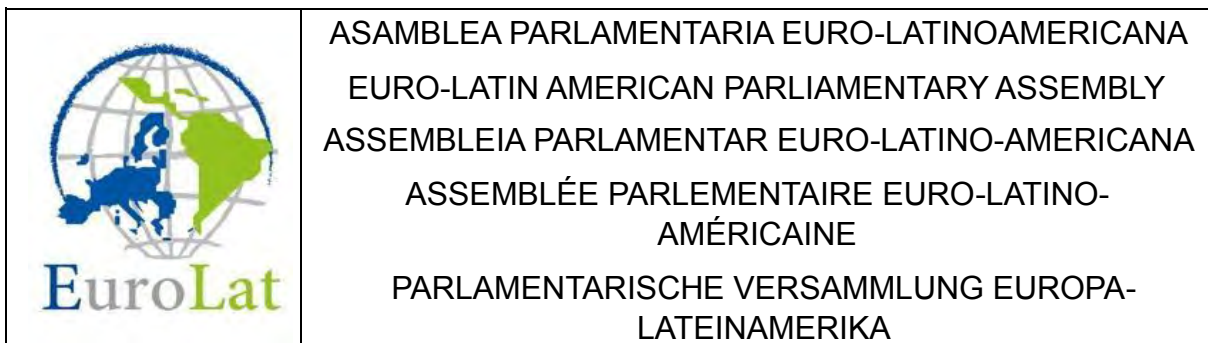 EuroLat
ASAMBLEA PARLAMENTARIA EURO-LATINOAMERICANA
EURO-LATIN AMERICAN PARLIAMENTARY ASSEMBLY
ASSEMBLEIA PARLAMENTAR EURO-LATINO-AMERICANA
ASSEMBLÉE PARLEMENTAIRE EURO-LATINO-
AMÉRICAINE
PARLAMENTARISCHE VERSAMMLUNG EUROPA-
LATEINAMERIKA